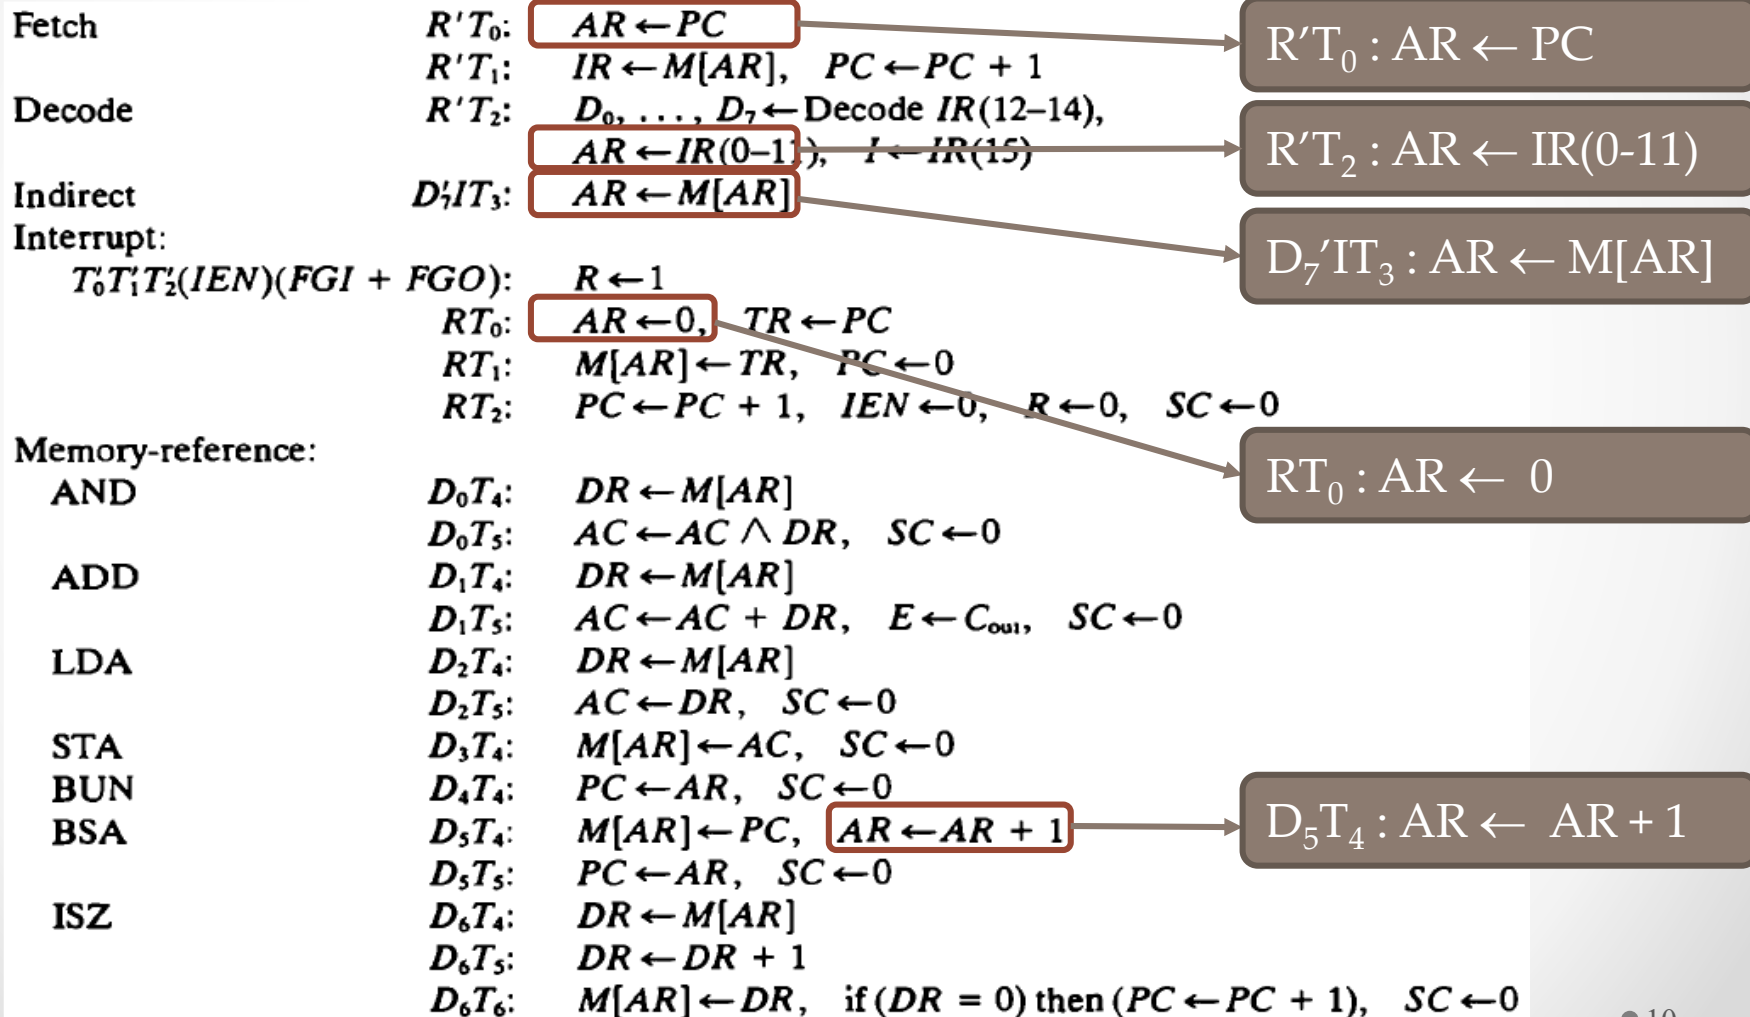 Fetch R'T₀: AR ← PC
R'T₁: IR ← M[AR], PC ← PC + 1
Decode R'T₂: D₀, . . . , D₇ ← Decode IR(12–14),
AR ← IR(0–11), I ← IR(15)
Indirect D₇'IT₃: AR ← M[AR]
Interrupt:
T₀'T₁'T₂'(IEN)(FGI + FGO): R ← 1
RT₀: AR ← 0, TR ← PC
RT₁: M[AR] ← TR, PC ← 0
RT₂: PC ← PC + 1, IEN ← 0, R ← 0, SC ← 0
Memory-reference:
AND D₀T₄: DR ← M[AR]
D₀T₅: AC ← AC ∧ DR, SC ← 0
ADD D₁T₄: DR ← M[AR]
D₁T₅: AC ← AC + DR, E ← Cₒᵤₜ, SC ← 0
LDA D₂T₄: DR ← M[AR]
D₂T₅: AC ← DR, SC ← 0
STA D₃T₄: M[AR] ← AC, SC ← 0
BUN D₄T₄: PC ← AR, SC ← 0
BSA D₅T₄: M[AR] ← PC, AR ← AR + 1
D₅T₅: PC ← AR, SC ← 0
ISZ D₆T₄: DR ← M[AR]
D₆T₅: DR ← DR + 1
D₆T₆: M[AR] ← DR, if (DR = 0) then (PC ← PC + 1), SC ← 0
R′T₀ : AR ← PC
R′T₂ : AR ← IR(0-11)
D₇′IT₃ : AR ← M[AR]
RT₀ : AR ← 0
D₅T₄ : AR ← AR + 1